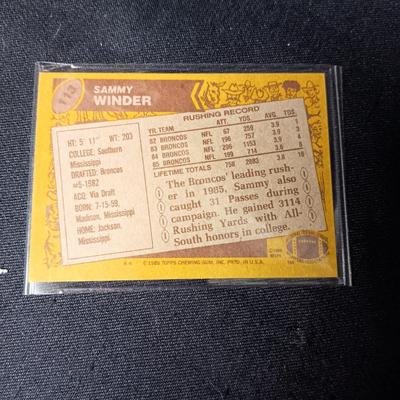 113
SAMMY
WINDER
HT: 5' 11" WT: 203
COLLEGE: Southern
Mississippi
DRAFTED: Broncos
#5-1982
ACQ: Via Draft
BORN: 7-15-59,
Madison, Mississippi
HOME: Jackson,
Mississippi
RUSHING RECORD
YR. TEAM ATT. YDS. AVG. TDS.
82 BRONCOS NFL 67 259 3.9 1
83 BRONCOS NFL 196 757 3.9 3
84 BRONCOS NFL 296 1153 3.9 4
85 BRONCOS NFL 199 714 3.6 8
LIFETIME TOTALS 758 2883 3.8 16
The Broncos' leading rush-
er in 1985, Sammy also
caught 31 Passes during
campaign. He gained 3114
Rushing Yards with All-
South honors in college.
© 1986 TOPPS CHEWING GUM, INC. PRTD. IN U.S.A.